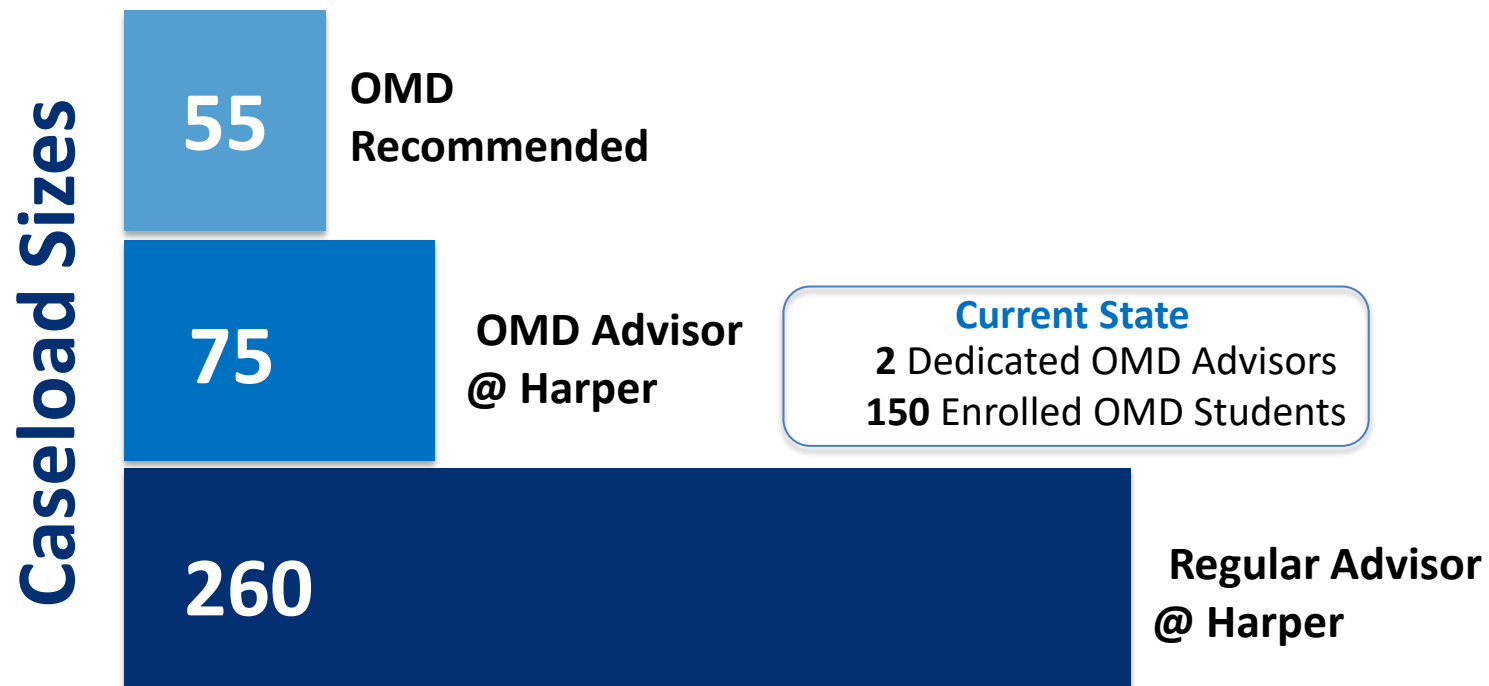 Caseload Sizes
55
OMD
Recommended
75
OMD Advisor
@ Harper
Current State
2 Dedicated OMD Advisors
150 Enrolled OMD Students
260
Regular Advisor
@ Harper